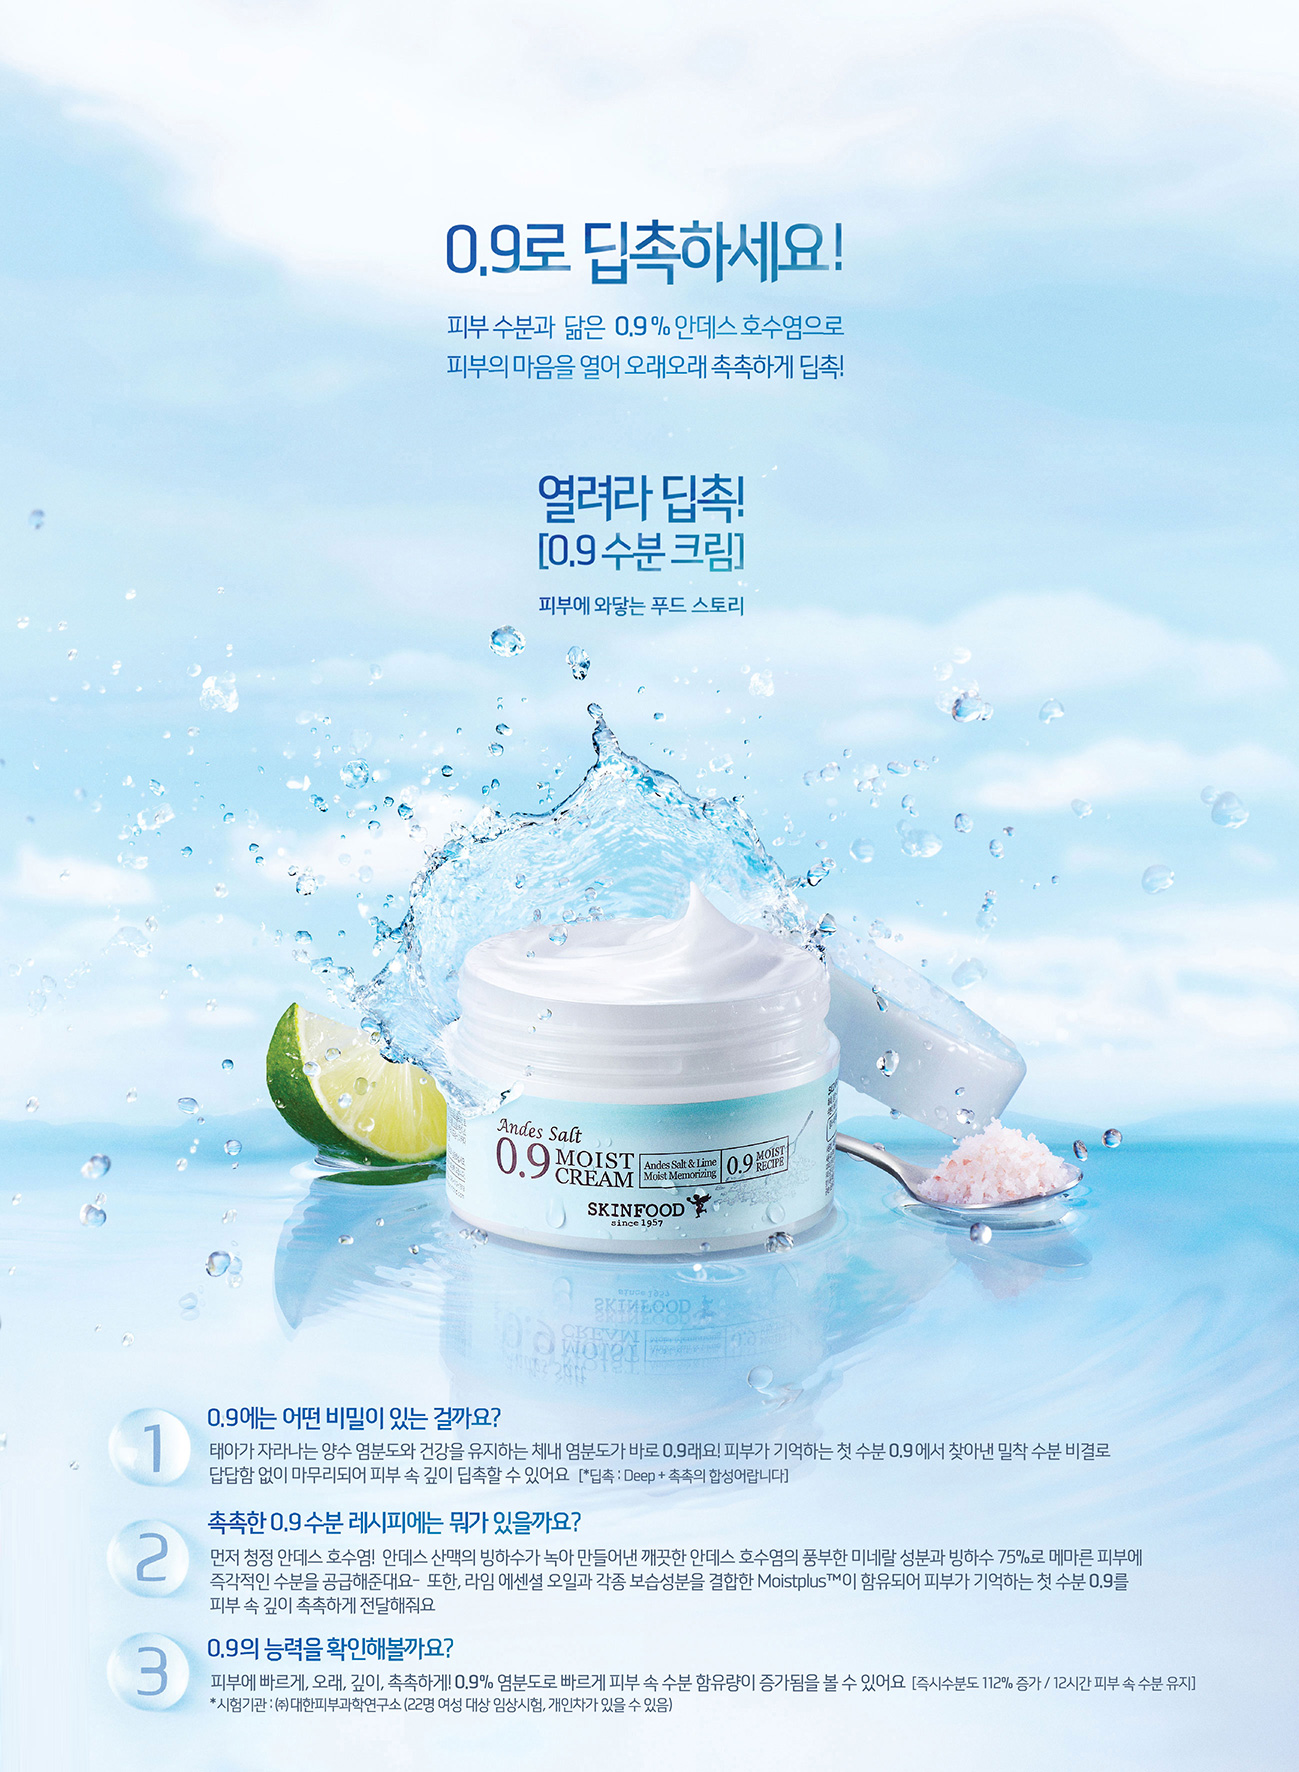 0.9로 딥촉하세요!
피부 수분과 닮은 0.9% 안데스 호수염으로
피부의 마음을 열어 오래오래 촉촉하게 딥촉!
열려라 딥촉!
[0.9 수분 크림]
피부에 와닿는 푸드 스토리
Andes Salt
0.9 MOIST CREAM
Andes Salt & Lime
Moist Memorizing
0.9 MOIST RECIPE
SKINFOOD
since 1957
1
0.9에는 어떤 비밀이 있는 걸까요?
태아가 자라나는 양수 염분도와 건강을 유지하는 체내 염분도가 바로 0.9래요! 피부가 기억하는 첫 수분 0.9에서 찾아낸 밀착 수분 비결로
답답함 없이 마무리되어 피부 속 깊이 딥촉할 수 있어요 [*딥촉 : Deep + 촉촉의 합성어랍니다]
2
촉촉한 0.9 수분 레시피에는 뭐가 있을까요?
먼저 청정 안데스 호수염! 안데스 산맥의 빙하수가 녹아 만들어낸 깨끗한 안데스 호수염의 풍부한 미네랄 성분과 빙하수 75%로 메마른 피부에
즉각적인 수분을 공급해준대요~ 또한, 라임 에센셜 오일과 각종 보습성분을 결합한 Moistplus™이 함유되어 피부가 기억하는 첫 수분 0.9를
피부 속 깊이 촉촉하게 전달해줘요
3
0.9의 능력을 확인해볼까요?
피부에 빠르게, 오래, 깊이, 촉촉하게! 0.9% 염분도로 빠르게 피부 속 수분 함유량이 증가됨을 볼 수 있어요 [즉시수분도 112% 증가 / 12시간 피부 속 수분 유지]
*시험기관 : ㈜대한피부과학연구소 (22명 여성 대상 임상시험, 개인차가 있을 수 있음)